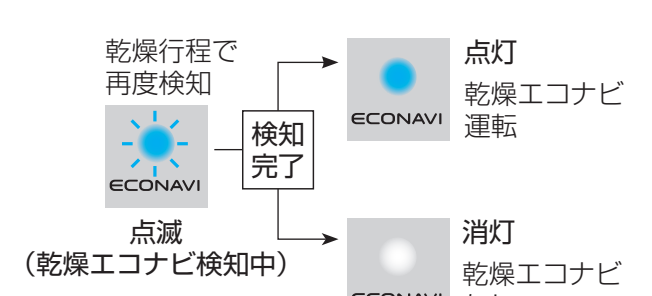 乾燥行程で
再度検知
ECONAVI
点滅
（乾燥エコナビ検知中）
検知
完了
ECONAVI
点灯
乾燥エコナビ
運転
ECONAVI
消灯
乾燥エコナビ